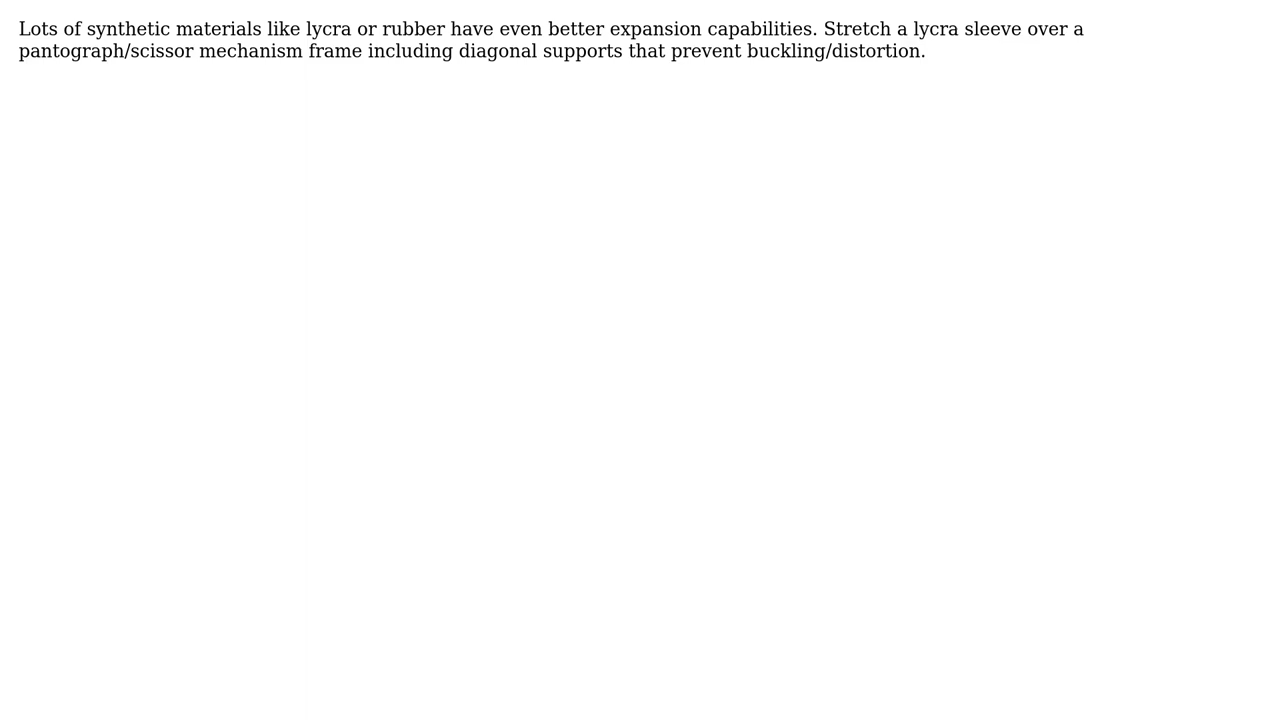 Lots of synthetic materials like lycra or rubber have even better expansion capabilities. Stretch a lycra sleeve over a
pantograph/scissor mechanism frame including diagonal supports that prevent buckling/distortion.